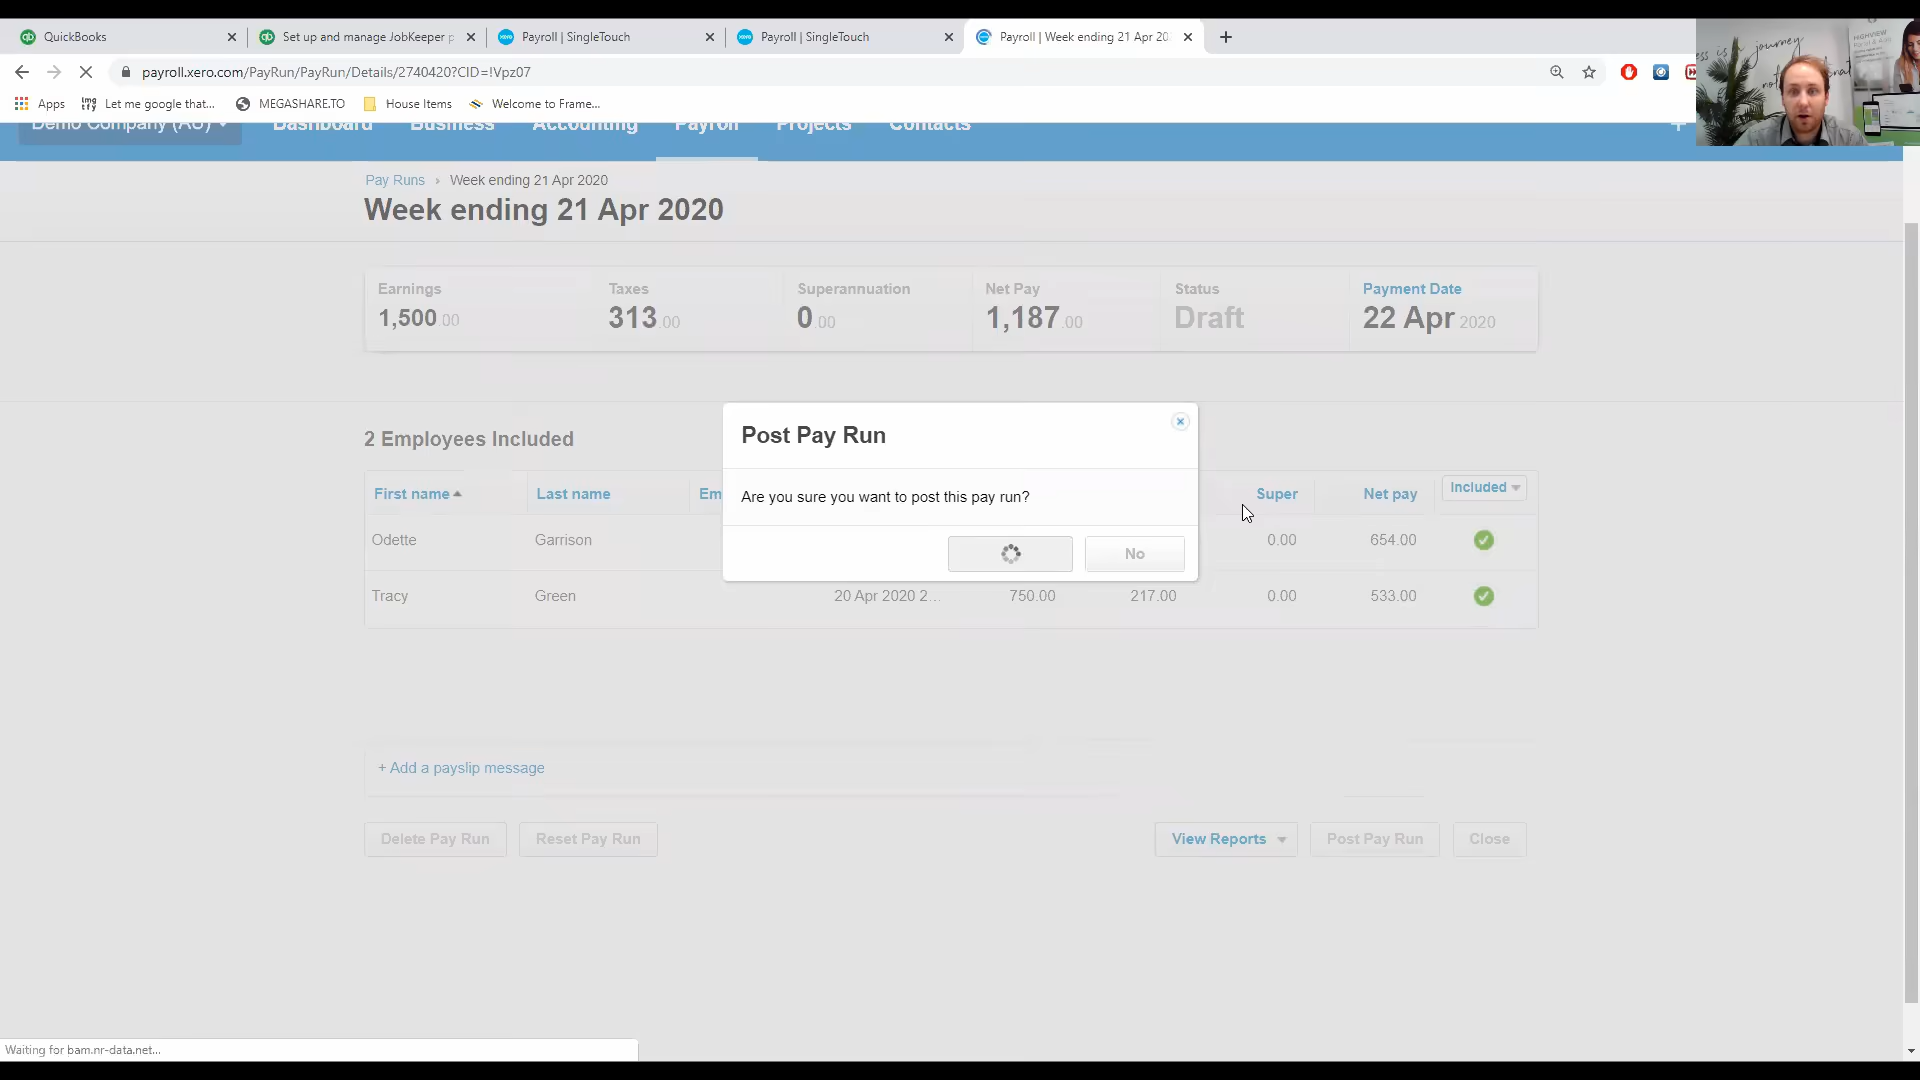 QuickBooks
Set up and manage JobKeeper p
Payroll | SingleTouch
Payroll | SingleTouch
Payroll | Week ending 21 Apr 20
payroll.xero.com/PayRun/PayRun/Details/2740420?CID=!Vpz07
Apps
Let me google that...
MEGASHARE.TO
House Items
Welcome to Frame...
Demo Company (AU)
Dashboard
Business
Accounting
Payroll
Projects
Contacts
Pay Runs › Week ending 21 Apr 2020
Week ending 21 Apr 2020
Earnings
Taxes
Superannuation
Net Pay
Status
Payment Date
1,500.00
313.00
0.00
1,187.00
Draft
22 Apr 2020
2 Employees Included
Post Pay Run
Are you sure you want to post this pay run?
No
First name
Last name
Em
Super
Net pay
Included
Odette Garrison 0.00 654.00
Tracy Green 20 Apr 2020 2... 750.00 217.00 0.00 533.00
+ Add a payslip message
Delete Pay Run
Reset Pay Run
View Reports
Post Pay Run
Close
Waiting for bam.nr-data.net...